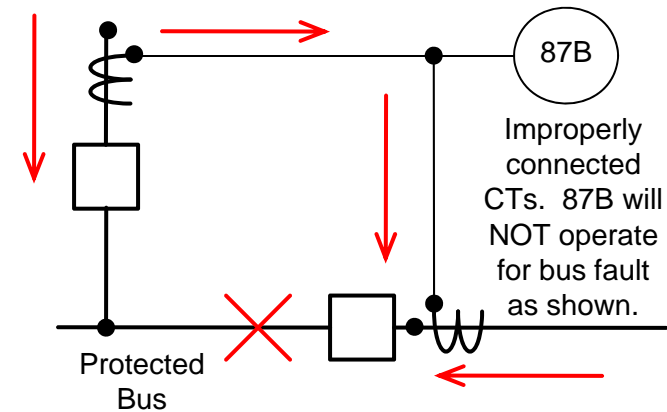 87B
Improperly
connected
CTs. 87B will
NOT operate
for bus fault
as shown.
Protected
Bus